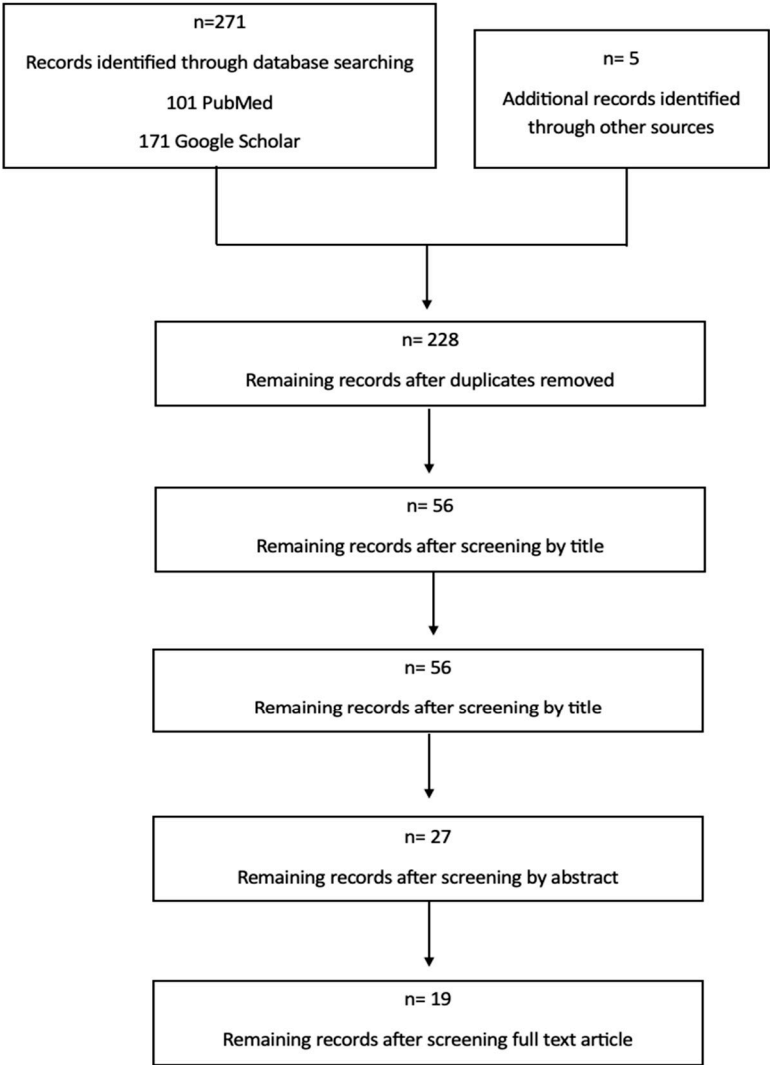 n=271
Records identified through database searching
101 PubMed
171 Google Scholar
n= 5
Additional records identified
through other sources
n= 228
Remaining records after duplicates removed
n= 56
Remaining records after screening by title
n= 56
Remaining records after screening by title
n= 27
Remaining records after screening by abstract
n= 19
Remaining records after screening full text article